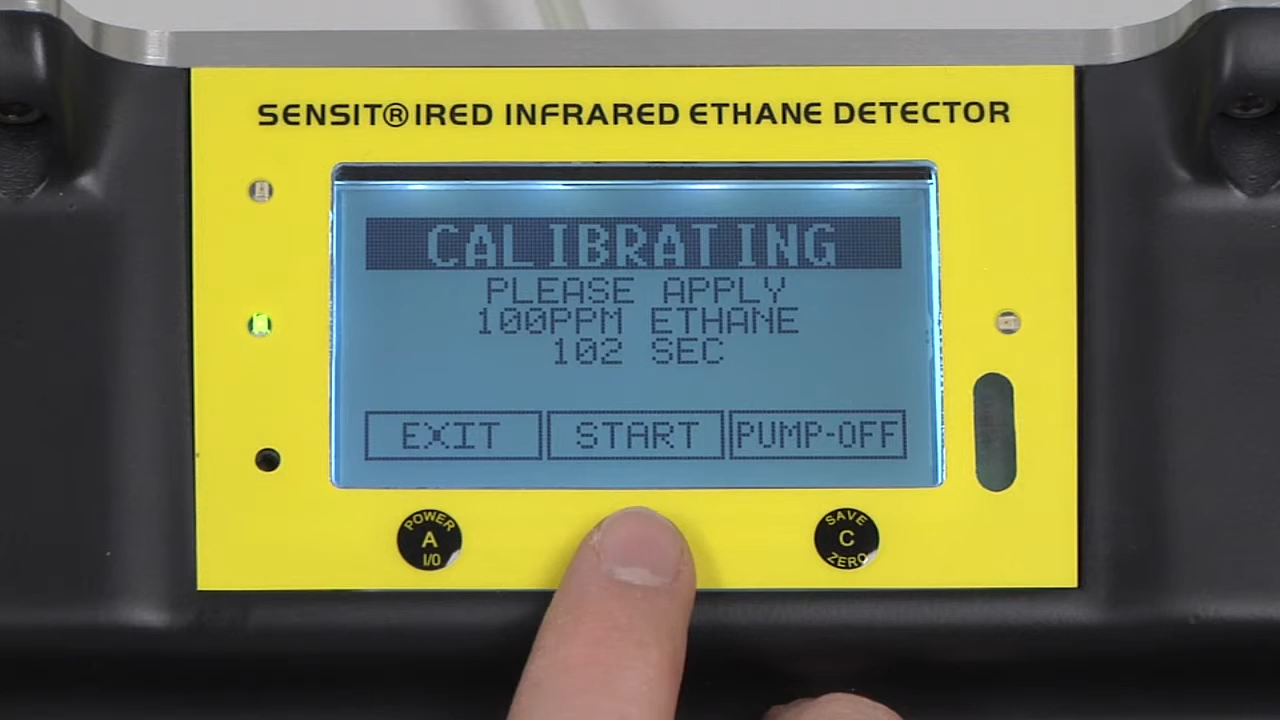 SENSIT® IRED INFRARED ETHANE DETECTOR
CALIBRATING
PLEASE APPLY
100PPM ETHANE
102 SEC
EXIT START PUMP-OFF
POWER
A
I/O
SAVE
C
ZERO